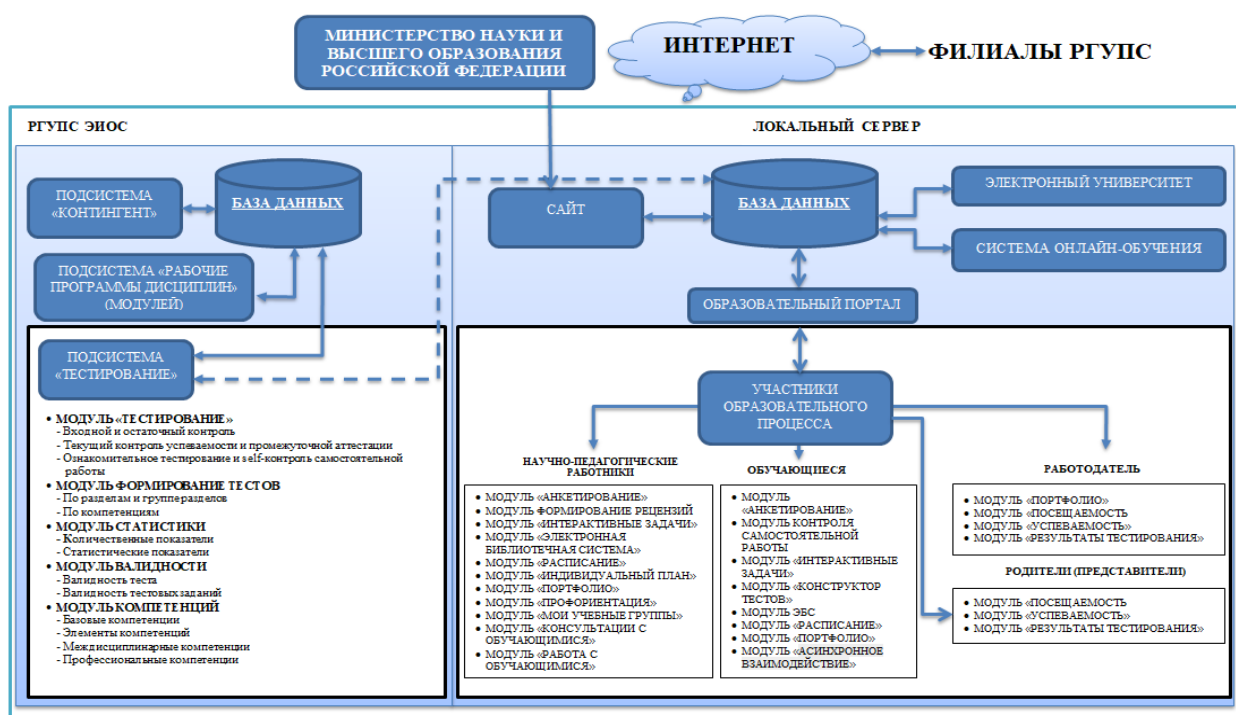 МИНИСТЕРСТВО НАУКИ И
ВЫСШЕГО ОБРАЗОВАНИЯ
РОССИЙСКОЙ ФЕДЕРАЦИИ
ИНТЕРНЕТ
ФИЛИАЛЫ РГУПС
РГУПС ЭИОС
ЛОКАЛЬНЫЙ СЕРВЕР
ПОДСИСТЕМА
«КОНТИНГЕНТ»
БАЗА ДАННЫХ
ПОДСИСТЕМА «РАБОЧИЕ
ПРОГРАММЫ ДИСЦИПЛИН»
(МОДУЛЕЙ)
ПОДСИСТЕМА
«ТЕСТИРОВАНИЕ»
• МОДУЛЬ «ТЕСТИРОВАНИЕ»
- Входной и остаточный контроль
- Текущий контроль успеваемости и промежуточной аттестации
- Ознакомительное тестирование и self-контроль самостоятельной
работы
• МОДУЛЬ ФОРМИРОВАНИЕ ТЕСТОВ
- По разделам и группе разделов
- По компетенциям
• МОДУЛЬ СТАТИСТИКИ
- Количественные показатели
- Статистические показатели
• МОДУЛЬ ВАЛИДНОСТИ
- Валидность теста
- Валидность тестовых заданий
• МОДУЛЬ КОМПЕТЕНЦИЙ
- Базовые компетенции
- Элементы компетенций
- Междисциплинарные компетенции
- Профессиональные компетенции
САЙТ
БАЗА ДАННЫХ
ЭЛЕКТРОННЫЙ УНИВЕРСИТЕТ
СИСТЕМА ОНЛАЙН-ОБУЧЕНИЯ
ОБРАЗОВАТЕЛЬНЫЙ ПОРТАЛ
УЧАСТНИКИ
ОБРАЗОВАТЕЛЬНОГО
ПРОЦЕССА
НАУЧНО-ПЕДАГОГИЧЕСКИЕ
РАБОТНИКИ
• МОДУЛЬ «АНКЕТИРОВАНИЕ»
• МОДУЛЬ ФОРМИРОВАНИЕ РЕЦЕНЗИЙ
• МОДУЛЬ «ИНТЕРАКТИВНЫЕ ЗАДАЧИ»
• МОДУЛЬ «ЭЛЕКТРОННАЯ
БИБЛИОТЕЧНАЯ СИСТЕМА»
• МОДУЛЬ «РАСПИСАНИЕ»
• МОДУЛЬ «ИНДИВИДУАЛЬНЫЙ ПЛАН»
• МОДУЛЬ «ПОРТФОЛИО»
• МОДУЛЬ «ПРОФОРИЕНТАЦИЯ»
• МОДУЛЬ «МОИ УЧЕБНЫЕ ГРУППЫ»
• МОДУЛЬ «КОНСУЛЬТАЦИИ С
ОБУЧАЮЩИМИСЯ»
• МОДУЛЬ «РАБОТА С
ОБУЧАЮЩИМИСЯ»
ОБУЧАЮЩИЕСЯ
• МОДУЛЬ
«АНКЕТИРОВАНИЕ»
• МОДУЛЬ КОНТРОЛЯ
САМОСТОЯТЕЛЬНОЙ
РАБОТЫ
• МОДУЛЬ «ИНТЕРАКТИВНЫЕ
ЗАДАЧИ»
• МОДУЛЬ «КОНСТРУКТОР
ТЕСТОВ»
• МОДУЛЬ ЭБС
• МОДУЛЬ «РАСПИСАНИЕ»
• МОДУЛЬ «ПОРТФОЛИО»
• МОДУЛЬ «АСИНХРОННОЕ
ВЗАИМОДЕЙСТВИЕ»
РАБОТОДАТЕЛЬ
• МОДУЛЬ «ПОРТФОЛИО»
• МОДУЛЬ «ПОСЕЩАЕМОСТЬ
• МОДУЛЬ «УСПЕВАЕМОСТЬ»
• МОДУЛЬ «РЕЗУЛЬТАТЫ ТЕСТИРОВАНИЯ»
РОДИТЕЛИ (ПРЕДСТАВИТЕЛИ)
• МОДУЛЬ «ПОСЕЩАЕМОСТЬ
• МОДУЛЬ «УСПЕВАЕМОСТЬ»
• МОДУЛЬ «РЕЗУЛЬТАТЫ ТЕСТИРОВАНИЯ»